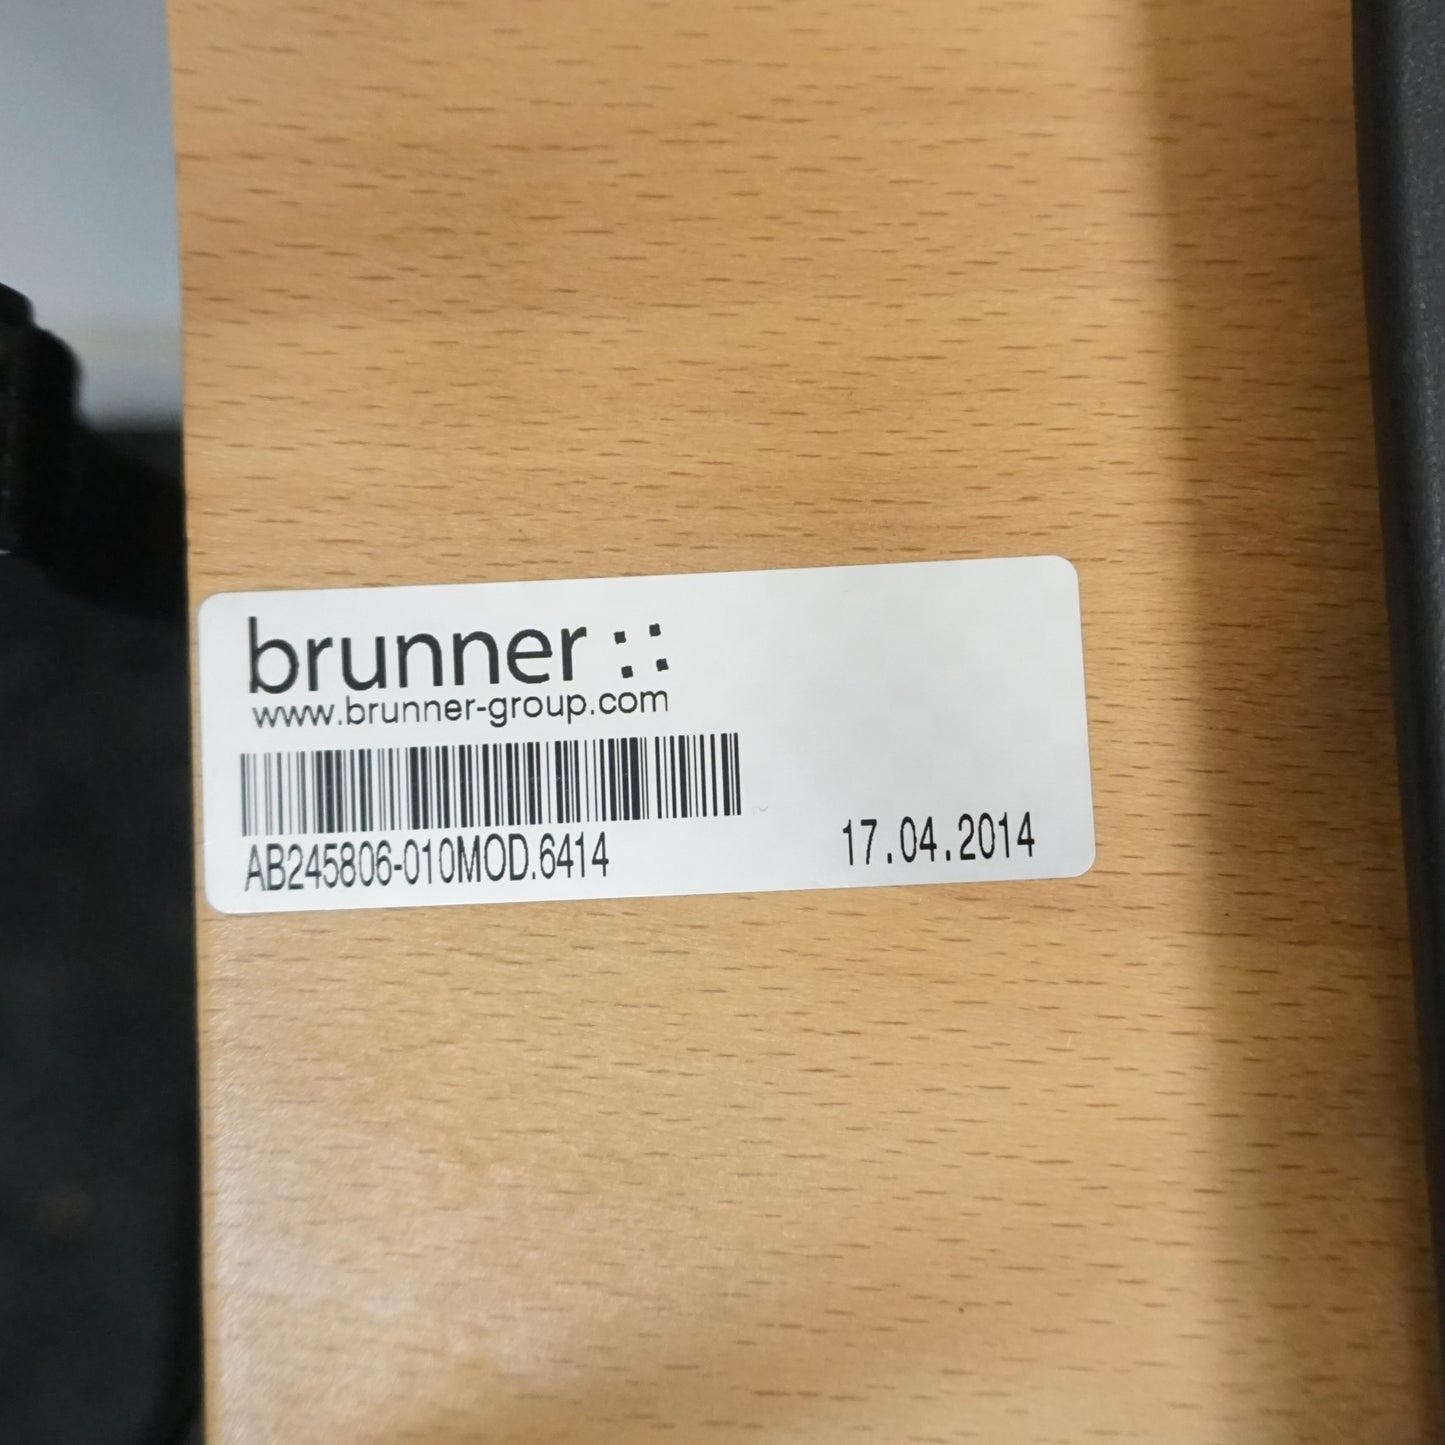 brunner ::
www.brunner-group.com
AB245806-010MOD.6414
17.04.2014